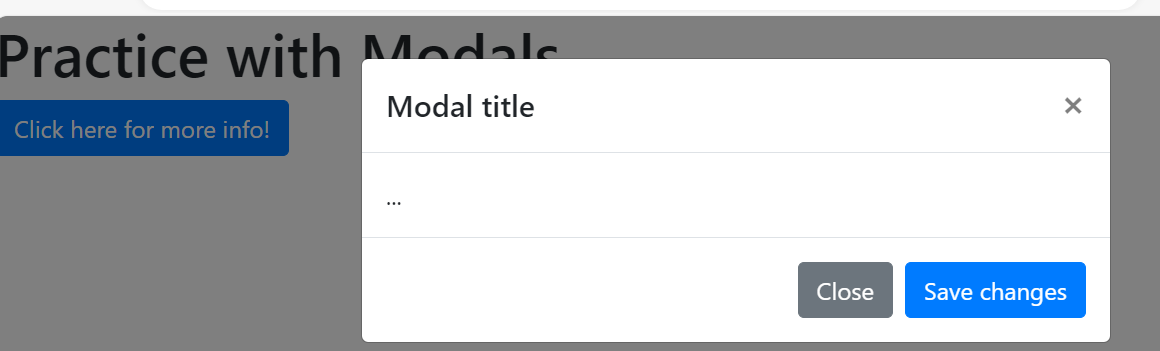 Practice with Modals
Click here for more info!
Modal title
×
...
Close
Save changes